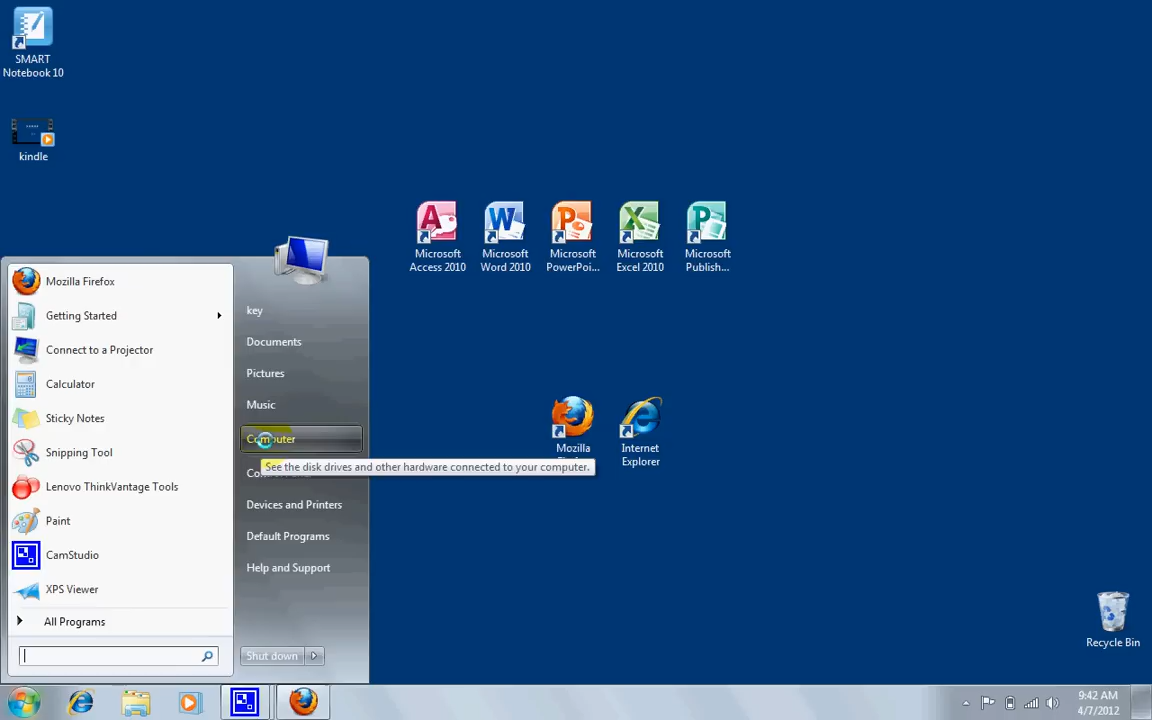 SMART
Notebook 10
kindle
Microsoft
Access 2010
Microsoft
Word 2010
Microsoft
PowerPoi...
Microsoft
Excel 2010
Microsoft
Publish...
Mozilla
Internet
Explorer
Recycle Bin
Mozilla Firefox
Getting Started
Connect to a Projector
Calculator
Sticky Notes
Snipping Tool
Lenovo ThinkVantage Tools
Paint
CamStudio
XPS Viewer
All Programs
key
Documents
Pictures
Music
Computer
See the disk drives and other hardware connected to your computer.
Devices and Printers
Default Programs
Help and Support
Shut down
9:42 AM
4/7/2012